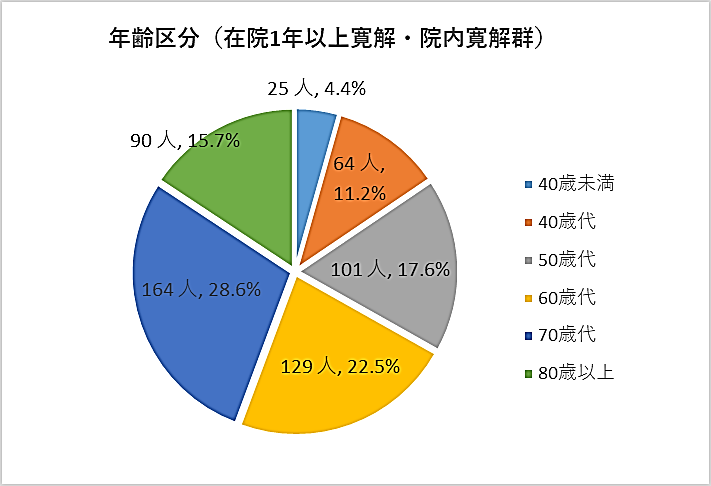 年齢区分（在院1年以上寛解・院内寛解群）
25 人, 4.4%
64 人,
11.2%
101 人, 17.6%
129 人, 22.5%
164 人, 28.6%
90 人, 15.7%
40歳未満
40歳代
50歳代
60歳代
70歳代
80歳以上